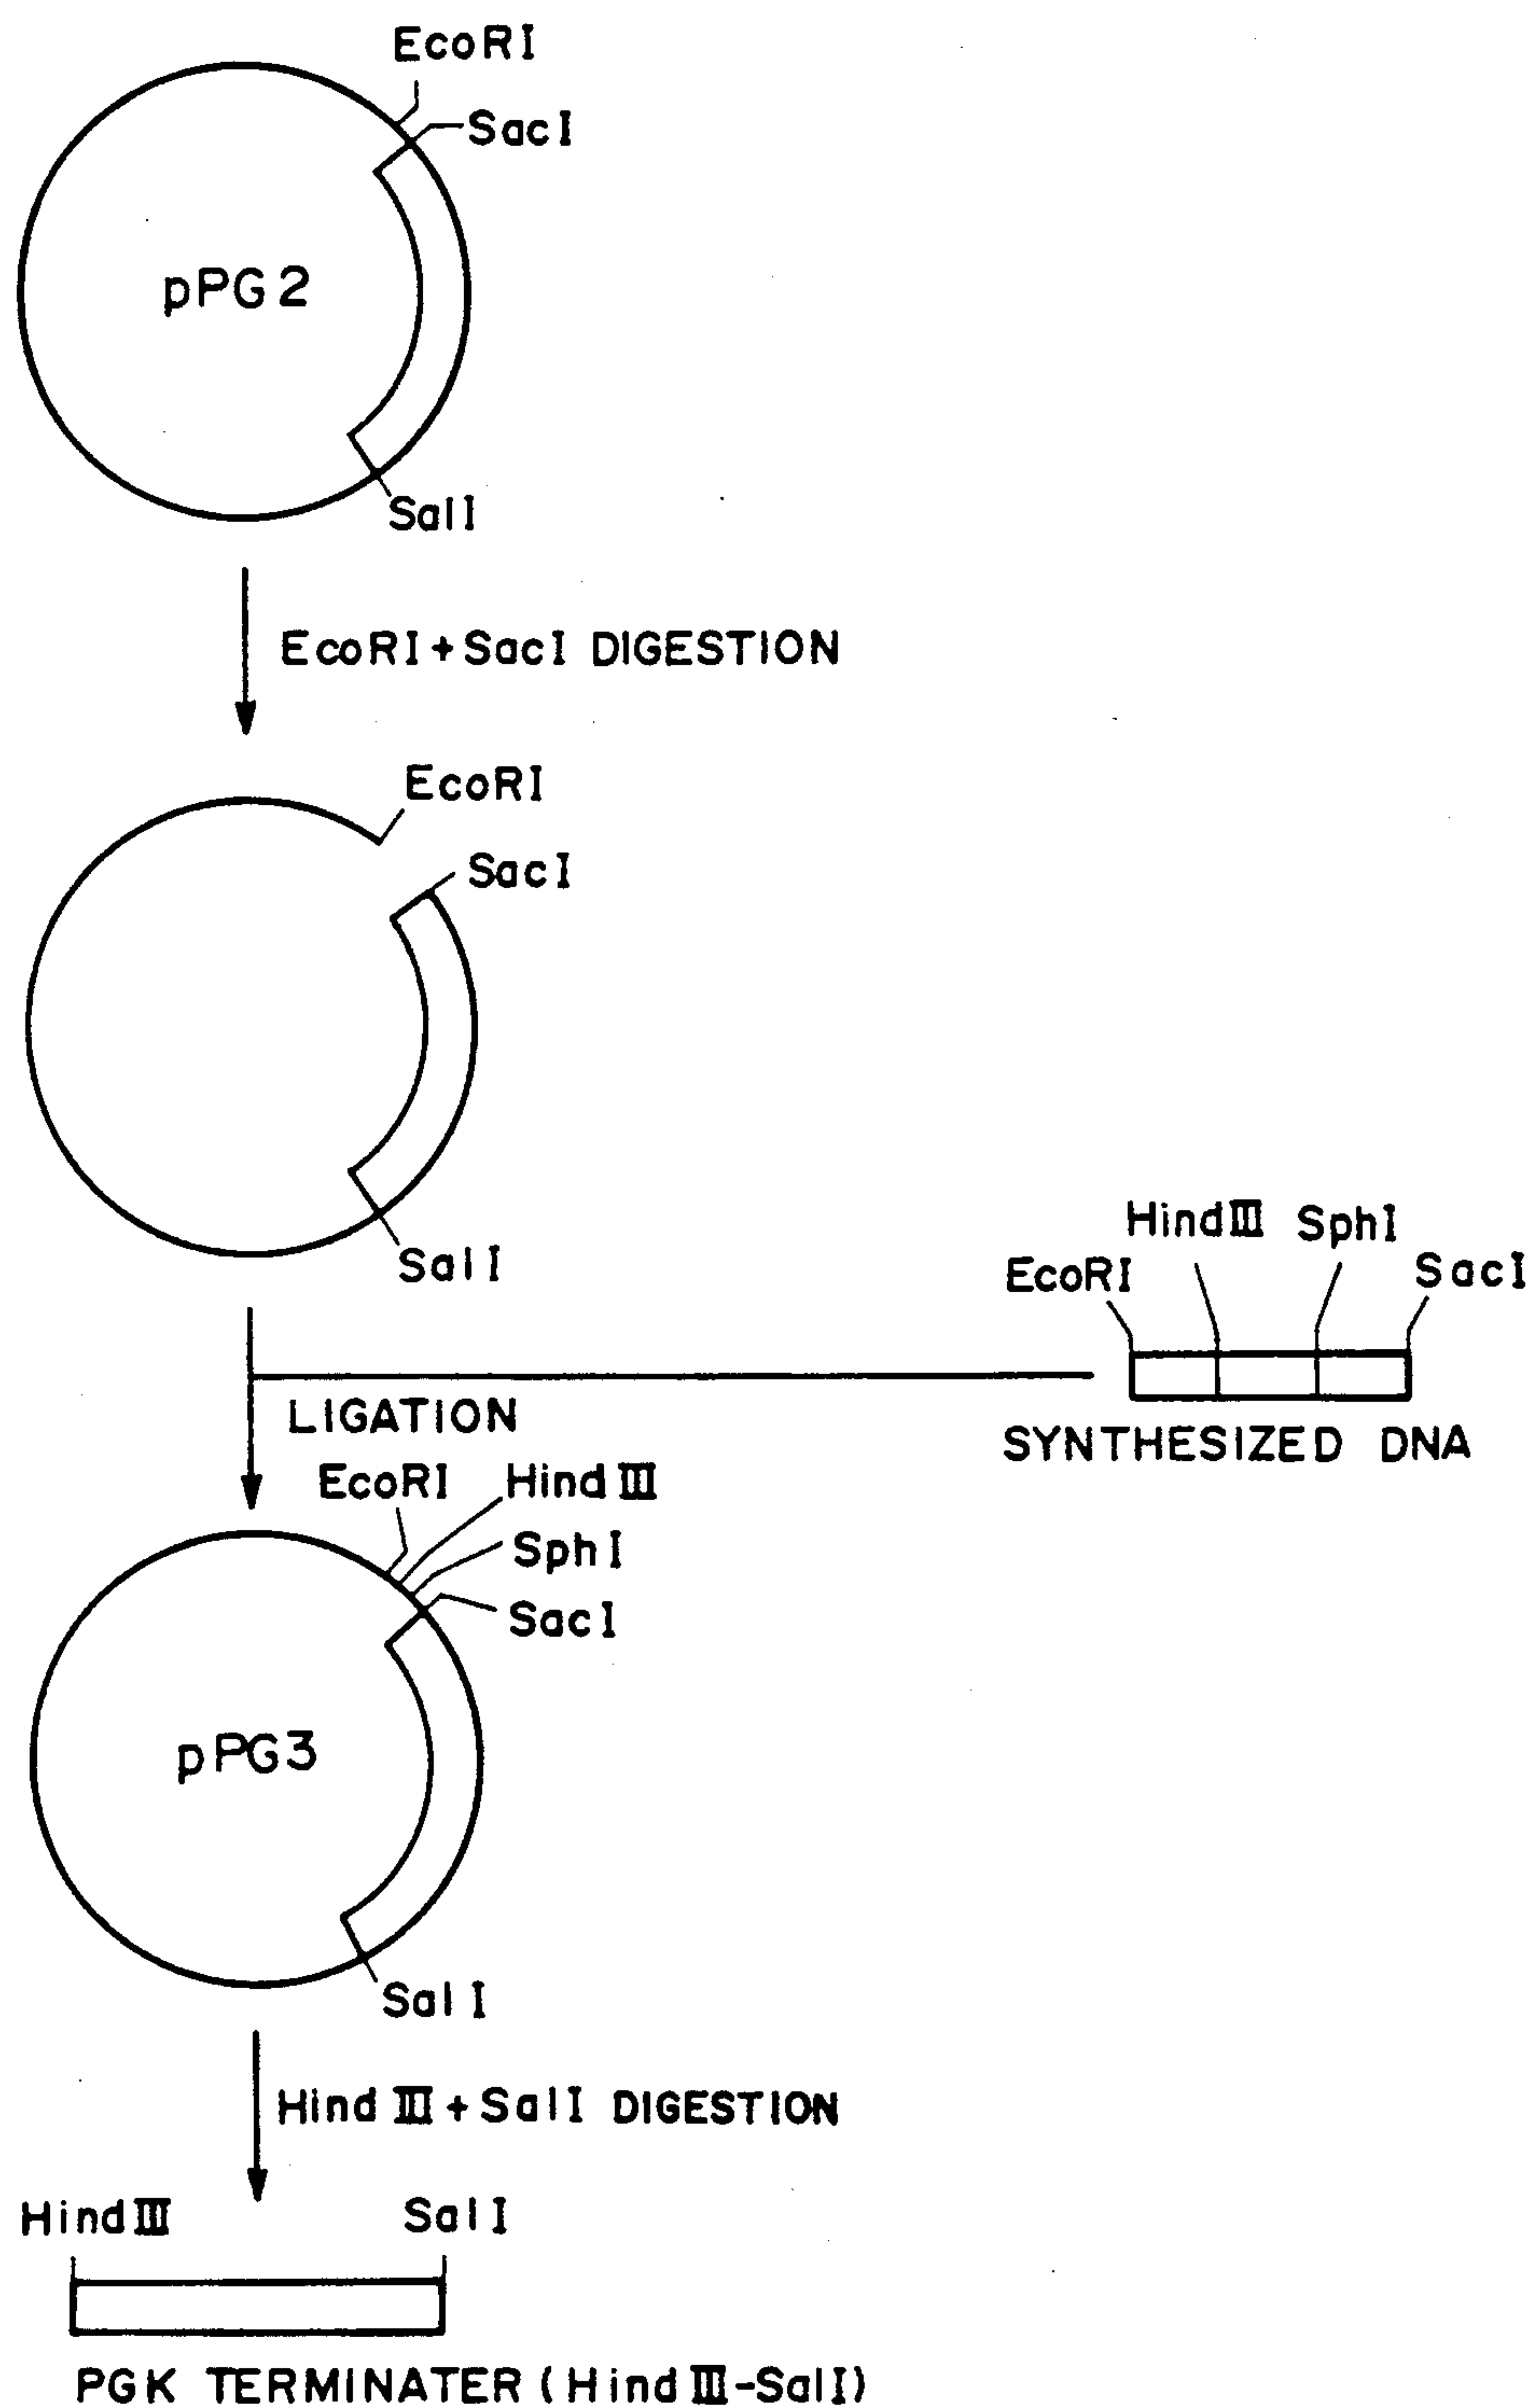 EcoRI
SacI
pPG2
SalI
EcoRI+SacI DIGESTION
EcoRI
SacI
SalI
HindIII SphI
EcoRI SacI
SYNTHESIZED DNA
LIGATION
EcoRI HindIII
SphI
SacI
pPG3
SalI
HindIII+SalI DIGESTION
HindIII SalI
PGK TERMINATER (HindIII-SalI)